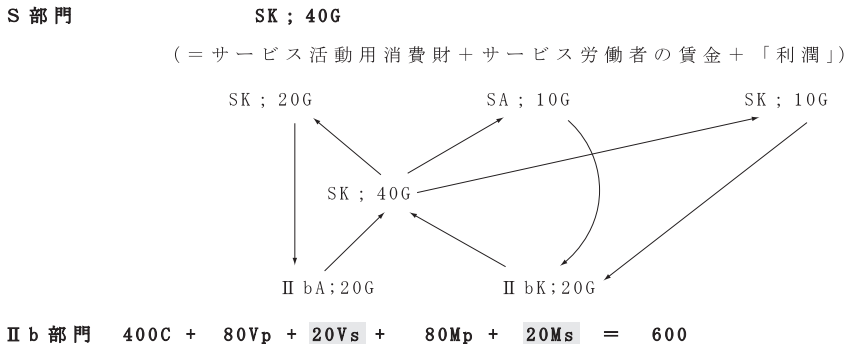 S部門 SK; 40G
(＝サービス活動用消費財＋サービス労働者の賃金＋「利潤」)
SK; 20G SA; 10G SK; 10G
SK; 40G
ⅡbA;20G ⅡbK;20G
Ⅱb部門 400C + 80Vp + 20Vs + 80Mp + 20Ms = 600